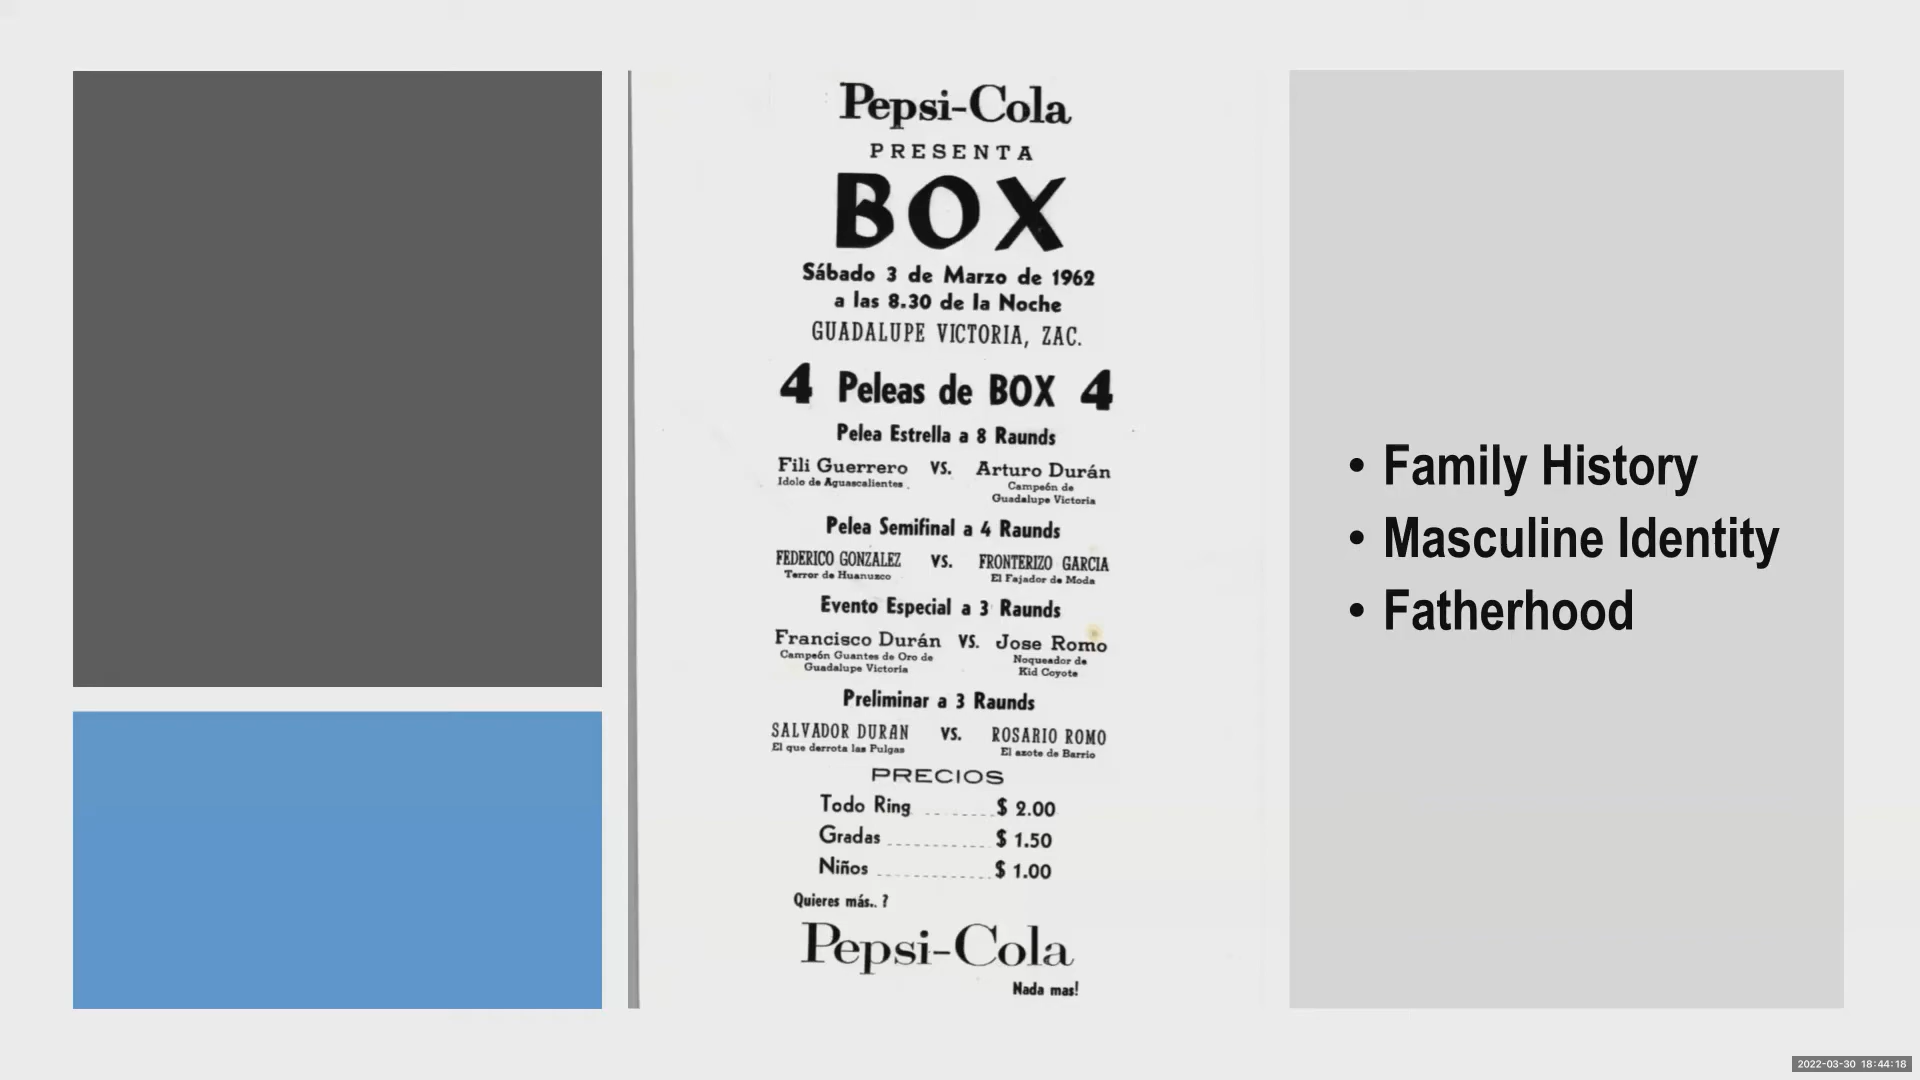 Pepsi-Cola
PRESENTA
BOX
Sábado 3 de Marzo de 1962
a las 8.30 de la Noche
GUADALUPE VICTORIA, ZAC.
4 Peleas de BOX 4
Pelea Estrella a 8 Raunds
Fili Guerrero VS. Arturo Durán
Idolo de Aguascalientes
Campeón de
Guadalupe Victoria
Pelea Semifinal a 4 Raunds
FEDERICO GONZALEZ VS. FRONTERIZO GARCIA
Terror de Huanuzco
El Fajador de Moda
Evento Especial a 3 Raunds
Francisco Durán VS. Jose Romo
Campeón Guantes de Oro de
Guadalupe Victoria
Noqueador de
Kid Coyote
Preliminar a 3 Raunds
SALVADOR DURAN VS. ROSARIO ROMO
El que derrota las Pulgas
El azote de Barrio
PRECIOS
Todo Ring $ 2.00
Gradas $ 1.50
Niños $ 1.00
Quieres más.. ?
Pepsi-Cola
Nada mas!
• Family History
• Masculine Identity
• Fatherhood
2022-03-30 18:44:18